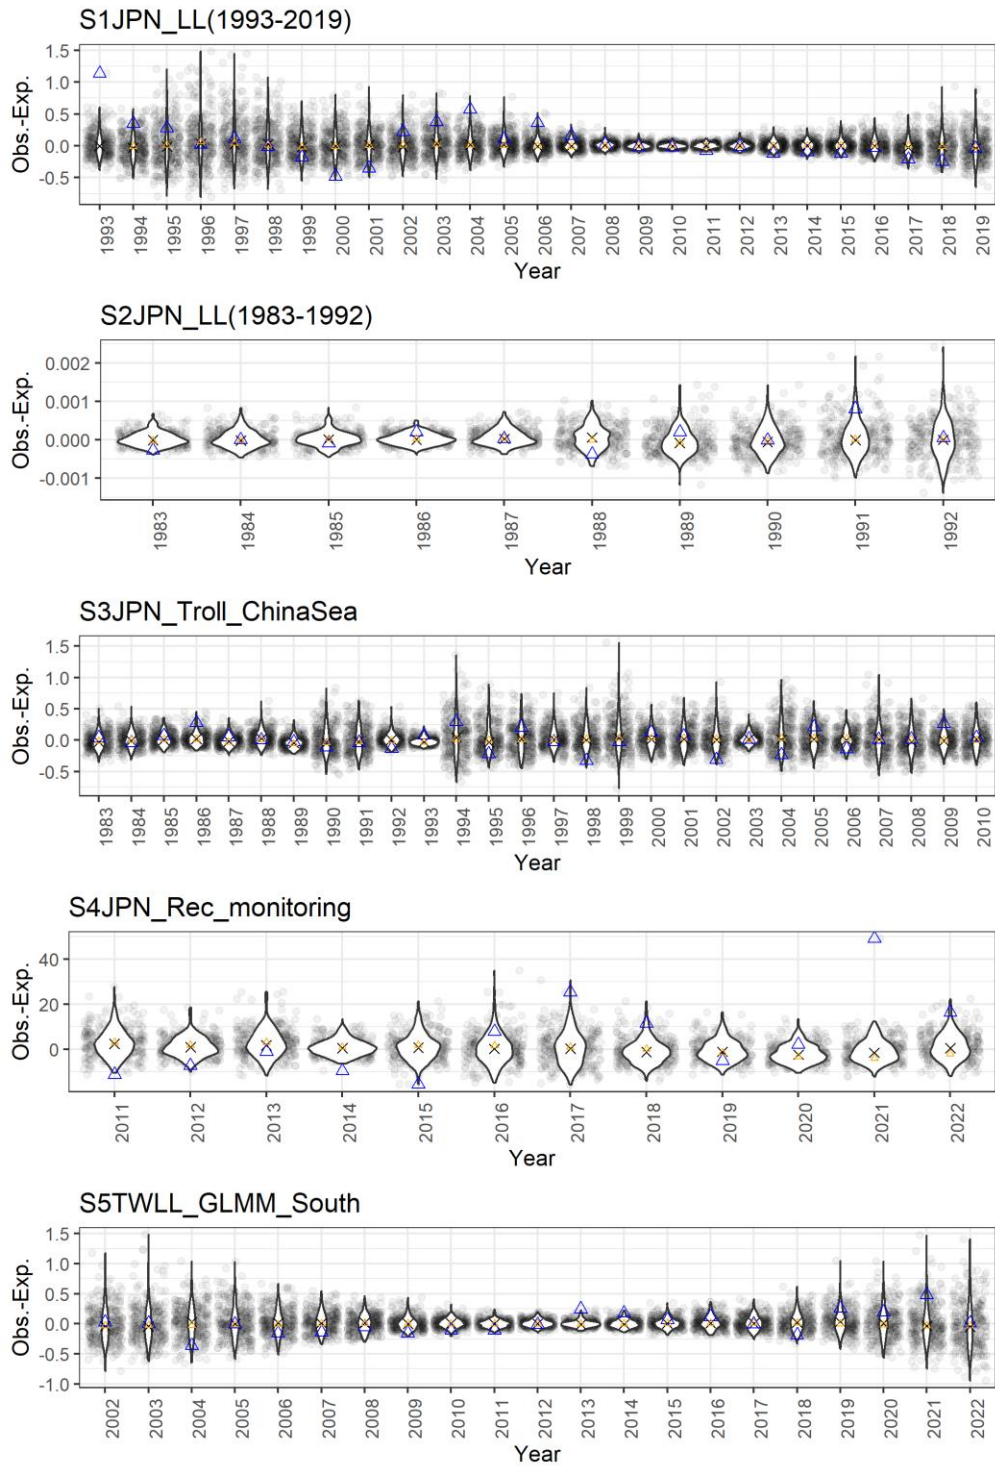 S1JPN_LL(1993-2019)
Obs.-Exp.
1.5
1.0
0.5
0.0
-0.5
1993 1994 1995 1996 1997 1998 1999 2000 2001 2002 2003 2004 2005 2006 2007 2008 2009 2010 2011 2012 2013 2014 2015 2016 2017 2018 2019
Year
S2JPN_LL(1983-1992)
Obs.-Exp.
0.002
0.001
0.000
-0.001
1983 1984 1985 1986 1987 1988 1989 1990 1991 1992
Year
S3JPN_Troll_ChinaSea
Obs.-Exp.
1.5
1.0
0.5
0.0
-0.5
1983 1984 1985 1986 1987 1988 1989 1990 1991 1992 1993 1994 1995 1996 1997 1998 1999 2000 2001 2002 2003 2004 2005 2006 2007 2008 2009 2010
Year
S4JPN_Rec_monitoring
Obs.-Exp.
40
20
0
2011 2012 2013 2014 2015 2016 2017 2018 2019 2020 2021 2022
Year
S5TWLL_GLMM_South
Obs.-Exp.
1.5
1.0
0.5
0.0
-0.5
-1.0
2002 2003 2004 2005 2006 2007 2008 2009 2010 2011 2012 2013 2014 2015 2016 2017 2018 2019 2020 2021 2022
Year